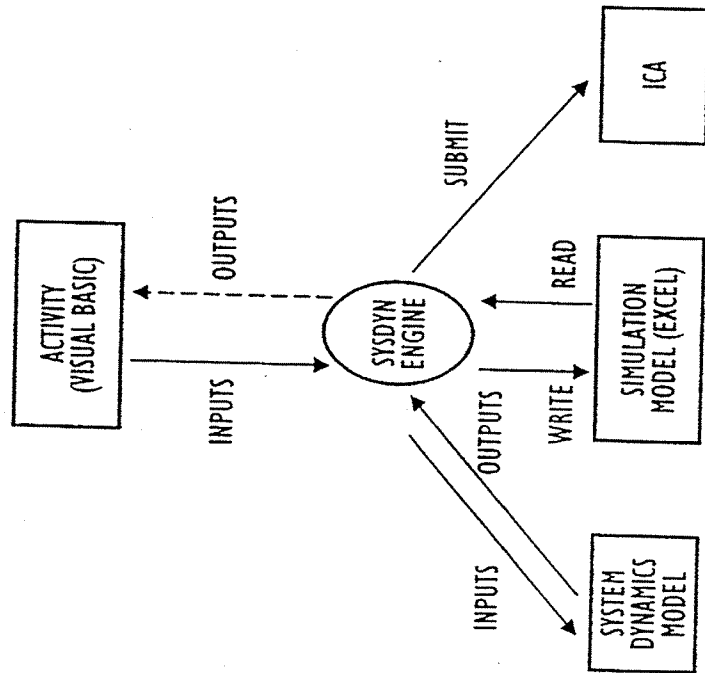 ACTIVITY
(VISUAL BASIC)
INPUTS
OUTPUTS
SYSDYN
ENGINE
INPUTS
OUTPUTS
WRITE
READ
SUBMIT
SYSTEM
DYNAMICS
MODEL
SIMULATION
MODEL (EXCEL)
ICA